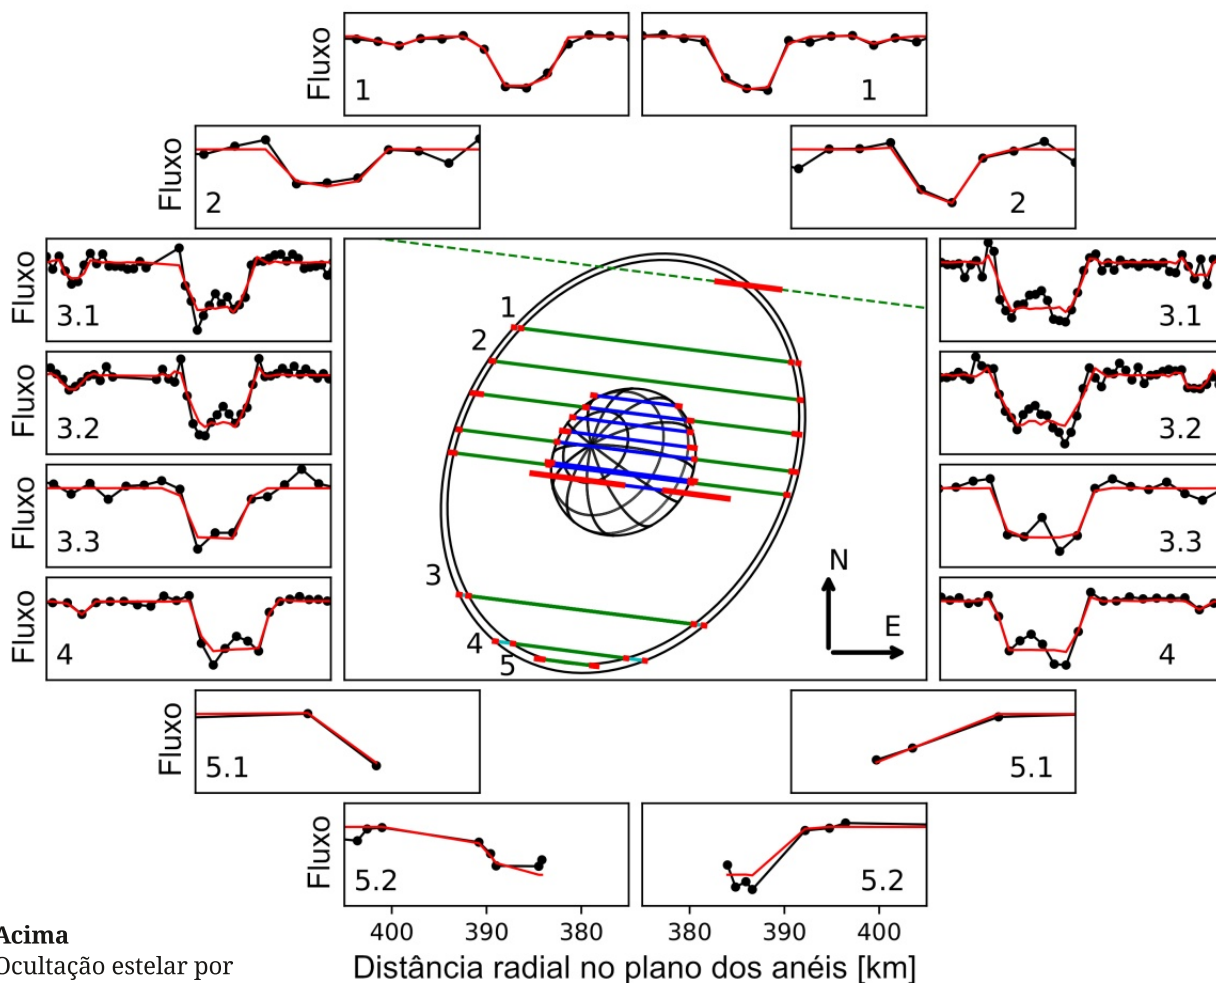 Fluxo 1 1
Fluxo 2 2
Fluxo 3.1 3.1
Fluxo 3.2 3.2
Fluxo 3.3 3.3
Fluxo 4 4
1
2
3
4
5
N
E
Fluxo 5.1 5.1
Fluxo 5.2 5.2
400 390 380 380 390 400
Distância radial no plano dos anéis [km]
Acima
Ocultação estelar por